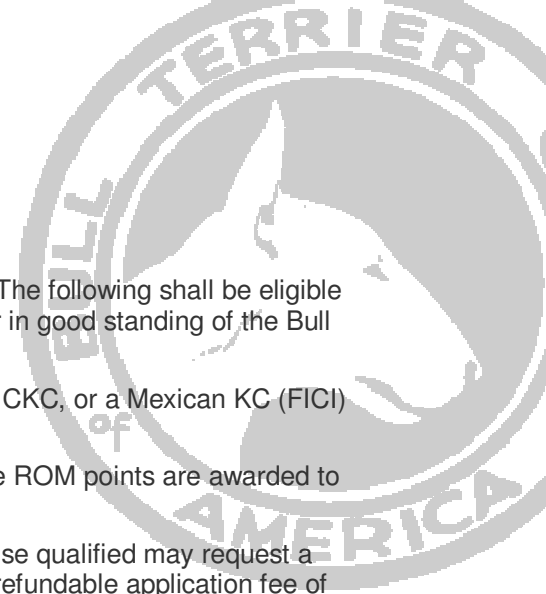 TERRIER
BULL
of
AMERICA
The following shall be eligible
in good standing of the Bull
CKC, or a Mexican KC (FICI)
ROM points are awarded to
qualified may request a
refundable application fee of